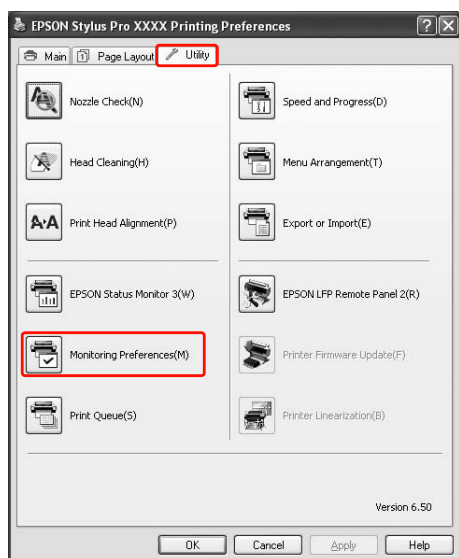 EPSON Stylus Pro XXXX Printing Preferences
Main Page Layout Utility
Nozzle Check(N)
Speed and Progress(D)
Head Cleaning(H)
Menu Arrangement(T)
A·A Print Head Alignment(P)
Export or Import(E)
EPSON Status Monitor 3(W)
EPSON LFP Remote Panel 2(R)
Monitoring Preferences(M)
Printer Firmware Update(F)
Print Queue(S)
Printer Linearization(B)
Version 6.50
OK Cancel Apply Help